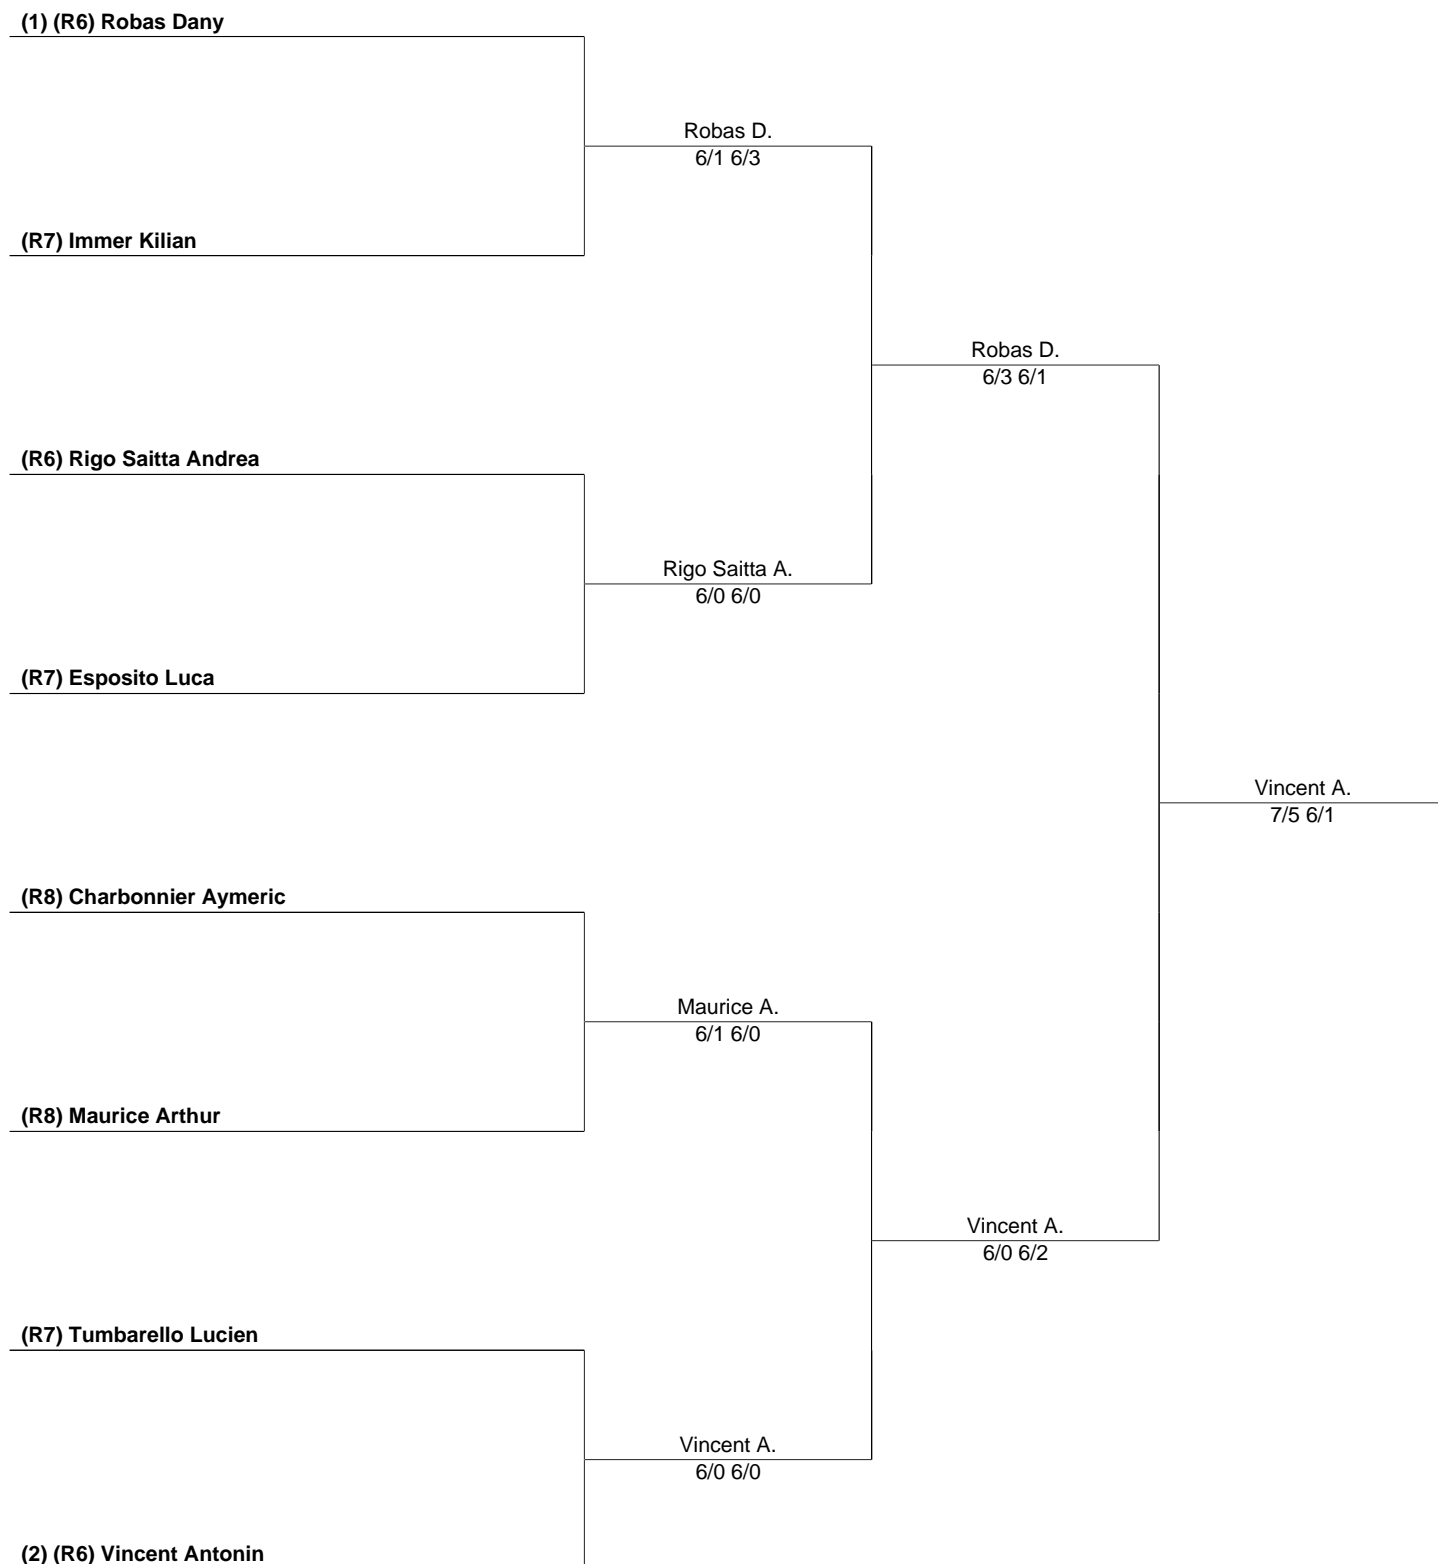 (1) (R6) Robas Dany
Robas D.
6/1 6/3
(R7) Immer Kilian
Robas D.
6/3 6/1
(R6) Rigo Saitta Andrea
Rigo Saitta A.
6/0 6/0
(R7) Esposito Luca
Vincent A.
7/5 6/1
(R8) Charbonnier Aymeric
Maurice A.
6/1 6/0
(R8) Maurice Arthur
Vincent A.
6/0 6/2
(R7) Tumbarello Lucien
Vincent A.
6/0 6/0
(2) (R6) Vincent Antonin